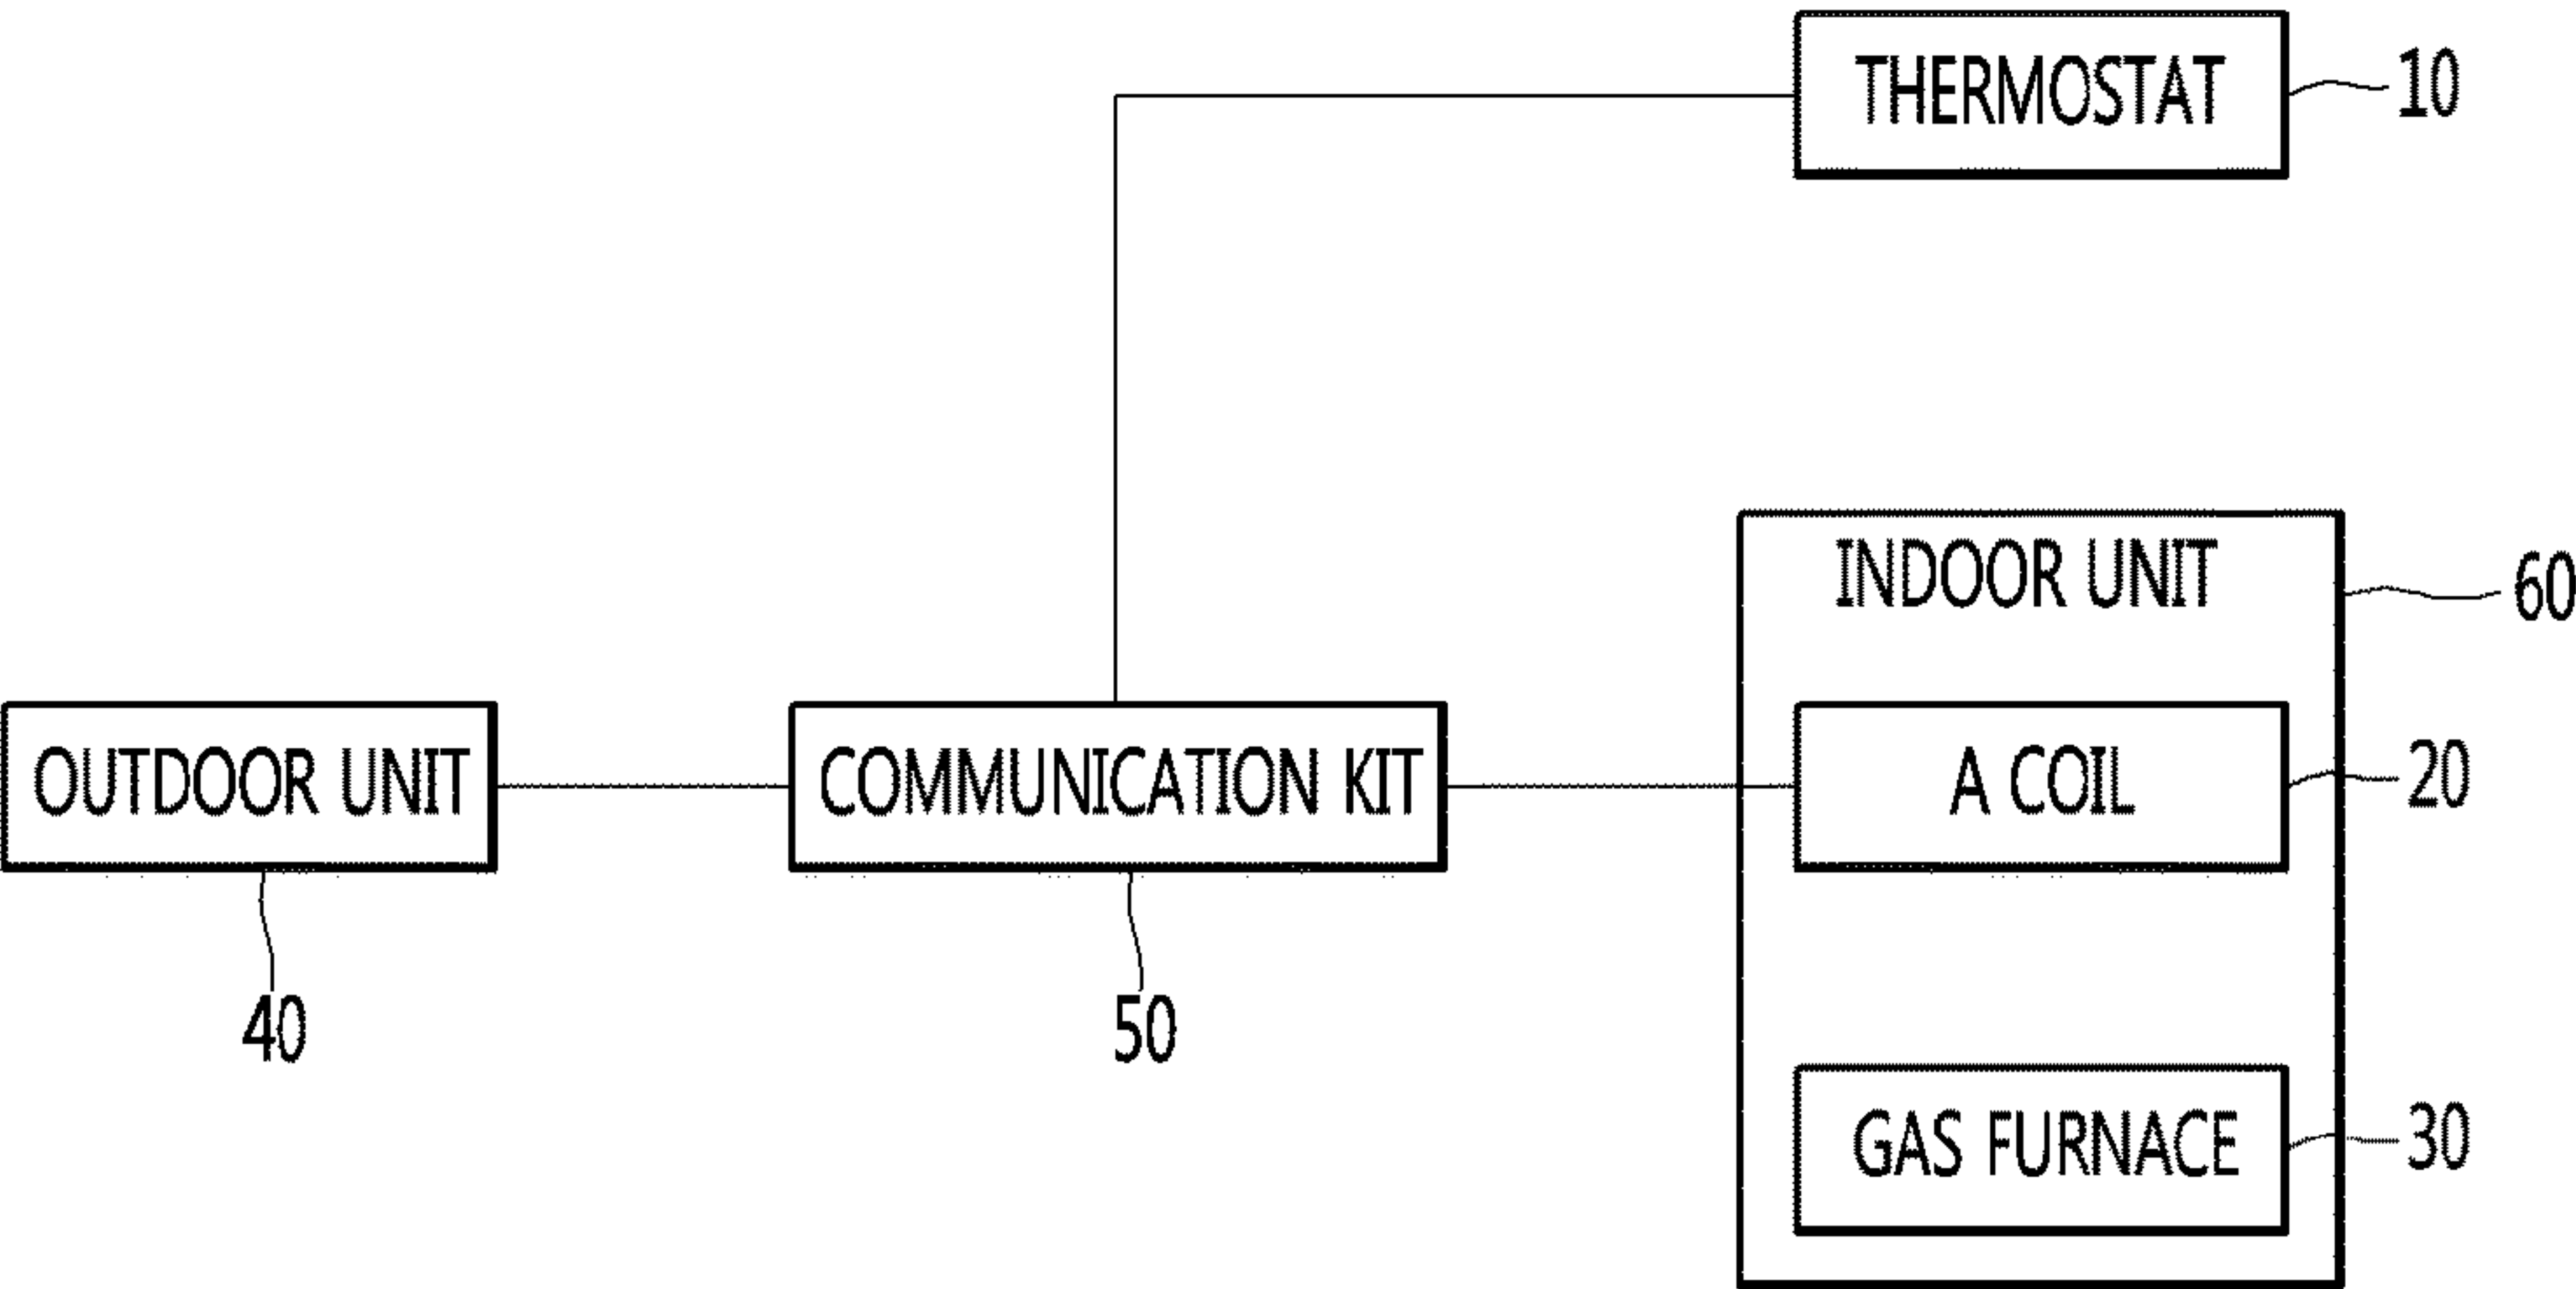 THERMOSTAT
10
INDOOR UNIT
60
OUTDOOR UNIT
COMMUNICATION KIT
A COIL
20
40
50
GAS FURNACE
30